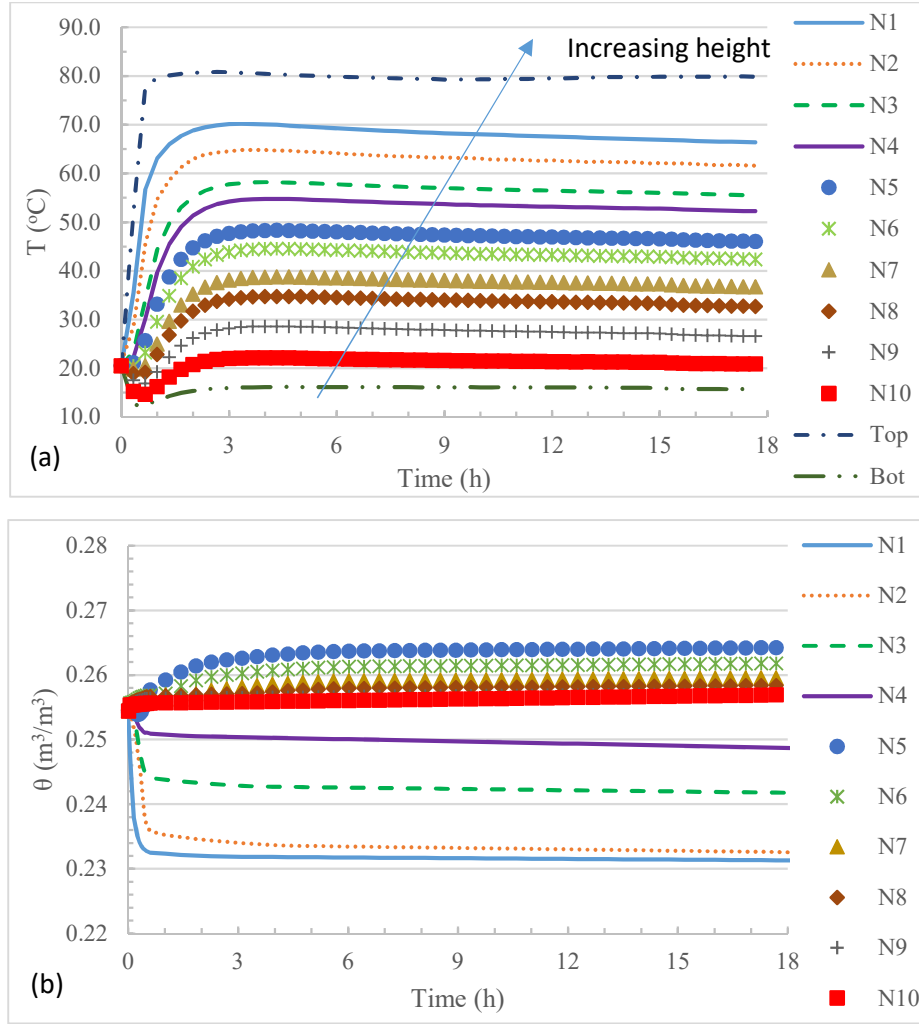 90.0
80.0
70.0
60.0
50.0
40.0
30.0
20.0
10.0
T (ºC)
Increasing height
0
3
6
9
12
15
18
Time (h)
(a)
N1
N2
N3
N4
N5
N6
N7
N8
N9
N10
Top
Bot
0.28
0.27
0.26
0.25
0.24
0.23
0.22
θ (m³/m³)
0
3
6
9
12
15
18
Time (h)
(b)
N1
N2
N3
N4
N5
N6
N7
N8
N9
N10